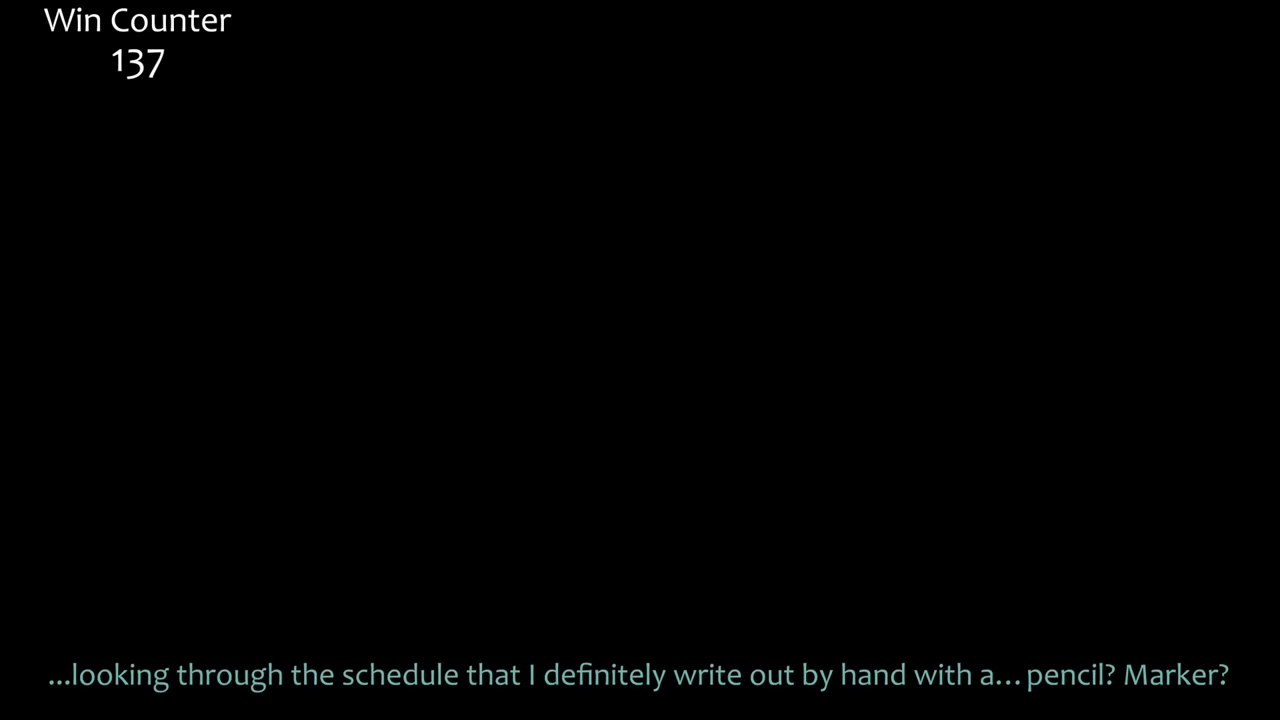 Win Counter
137
...looking through the schedule that I definitely write out by hand with a... pencil? Marker?